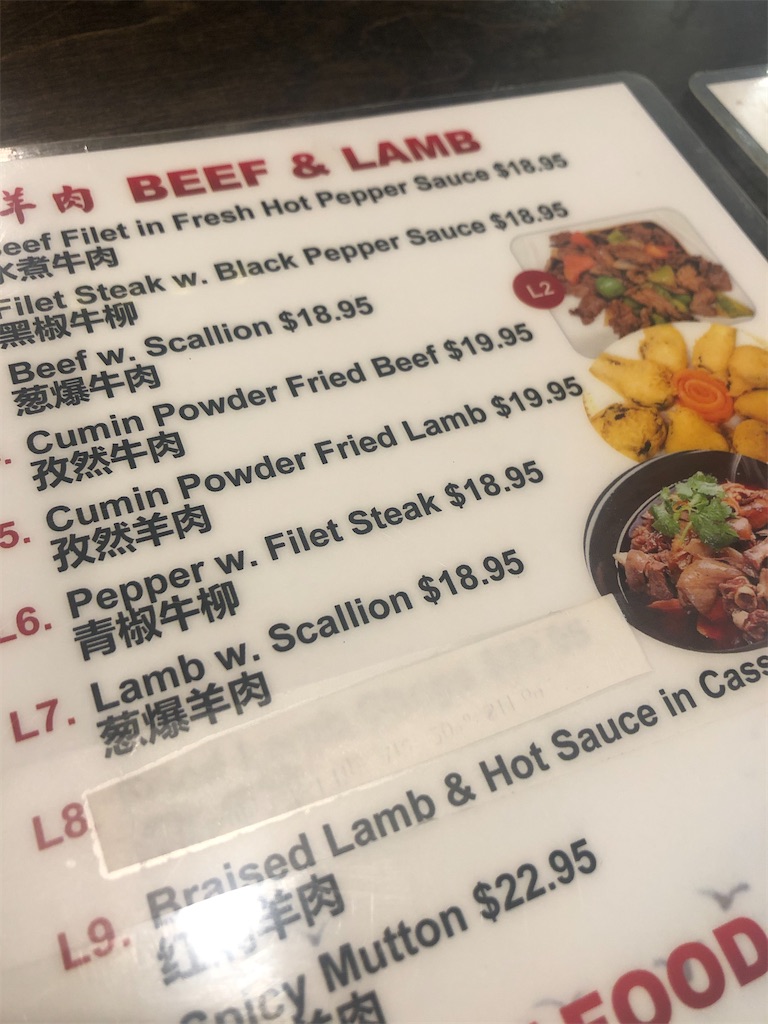 羊肉 BEEF & LAMB
Beef Filet in Fresh Hot Pepper Sauce $18.95
水煮牛肉
Filet Steak w. Black Pepper Sauce $18.95
黑椒牛柳
L2
Beef w. Scallion $18.95
葱爆牛肉
Cumin Powder Fried Beef $19.95
孜然牛肉
5. Cumin Powder Fried Lamb $19.95
孜然羊肉
L6. Pepper w. Filet Steak $18.95
青椒牛柳
L7. Lamb w. Scallion $18.95
葱爆羊肉
L8
L9. Braised Lamb & Hot Sauce in Cass
羊肉
Spicy Mutton $22.95
羊肉
FOOD